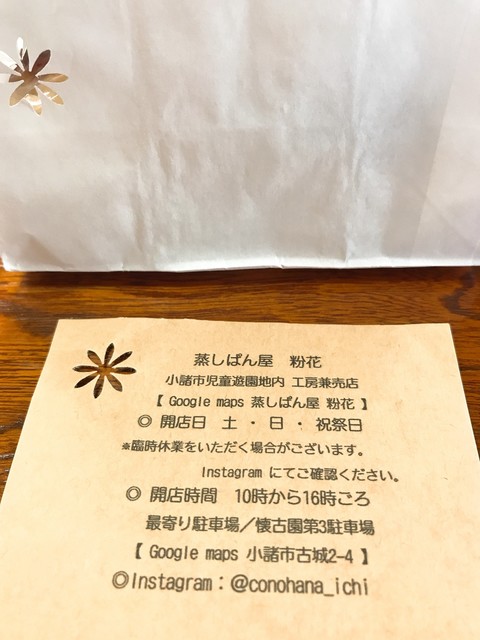 蒸しぱん屋 粉花
小諸市児童遊園地内 工房兼売店
【 Google maps 蒸しぱん屋 粉花 】
◎ 開店日 土 ・ 日 ・ 祝祭日
※臨時休業をいただく場合がございます。
Instagram にてご確認ください。
◎ 開店時間 10時から16時ごろ
最寄り駐車場／懐古園第3駐車場
【 Google maps 小諸市古城2-4 】
◎Instagram：@conohana_ichi